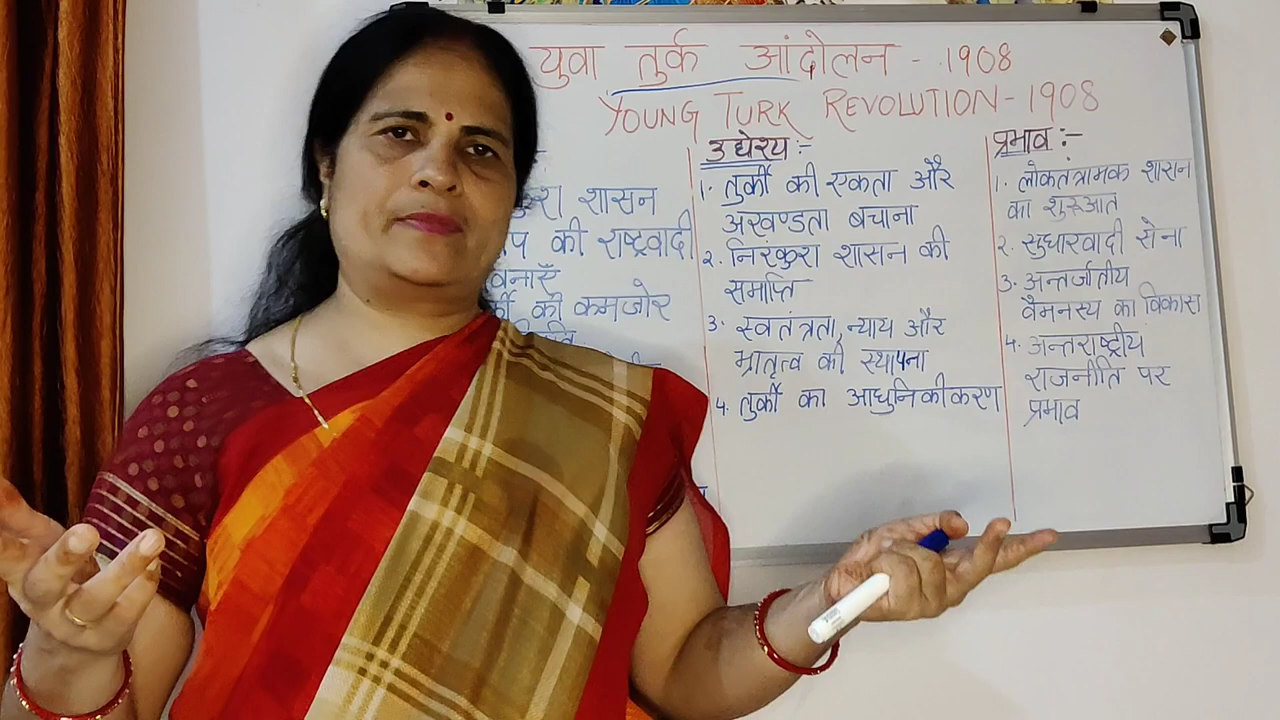 युवा तुर्क आंदोलन - 1908
YOUNG TURK REVOLUTION - 1908
शासन
की राष्ट्रवादी
की कमजोर
उद्येश्य :-
1. तुर्की की एकता और
अखण्डता बचाना
2. निरंकुश शासन की
समाप्ति
3. स्वतंत्रता, न्याय और
भ्रातृत्व की स्थापना
4. तुर्की का आधुनिकीकरण
प्रभाव :-
1. लोकतंत्रामक शासन
का शुरुआत
2. सुधारवादी सेना
3. अन्तर्जातीय
वैमनस्य का विकास
4. अन्तराष्ट्रीय
राजनीति पर
प्रभाव